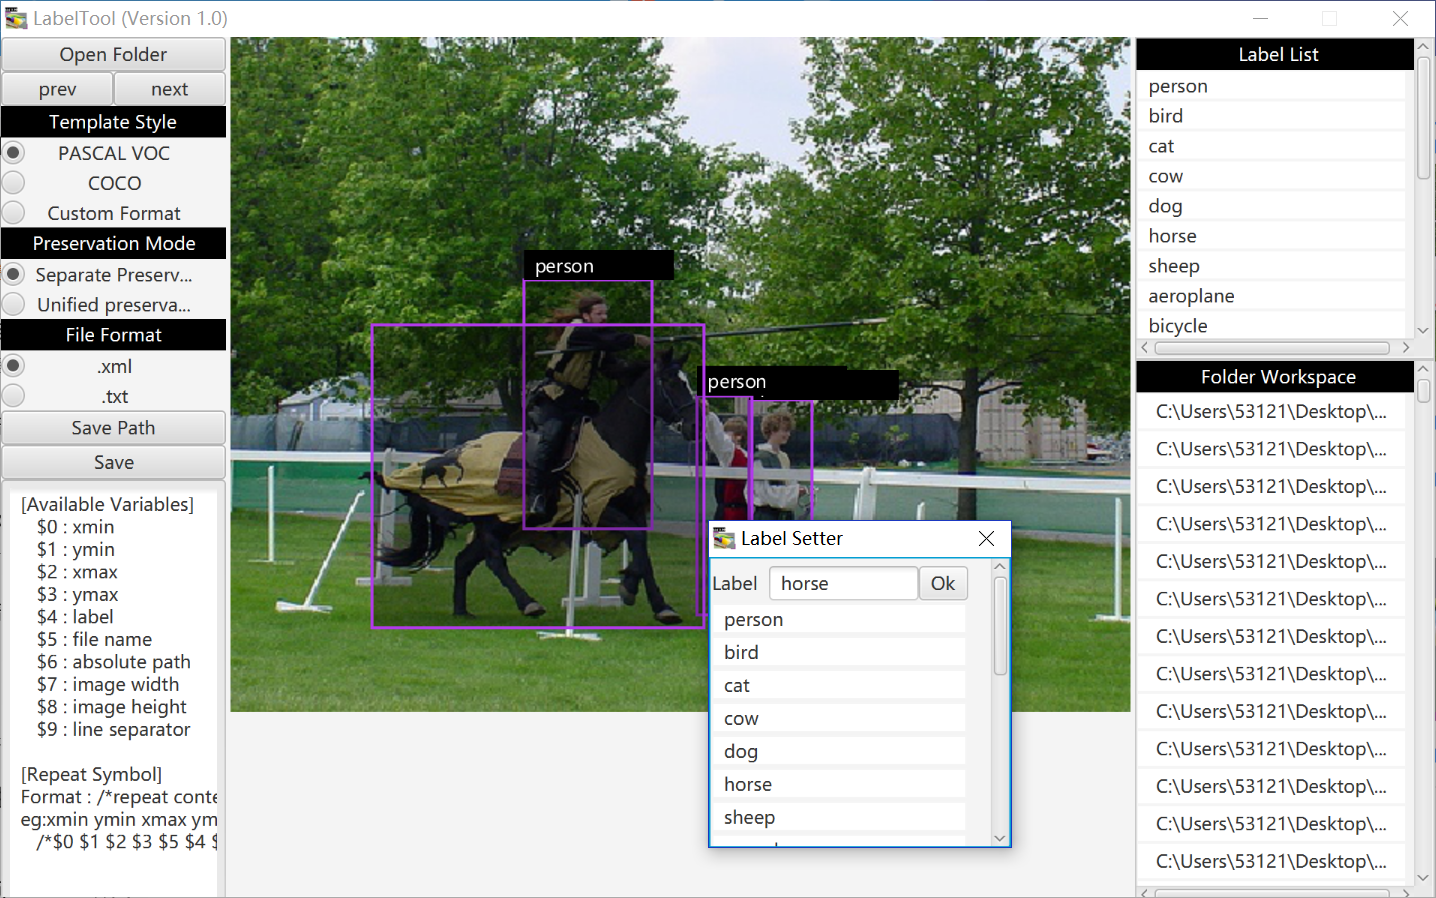 LabelTool (Version 1.0)
Open Folder
prev
next
Template Style
PASCAL VOC
COCO
Custom Format
Preservation Mode
Separate Preserv...
Unified preserva...
File Format
.xml
.txt
Save Path
Save
[Available Variables]
$0 : xmin
$1 : ymin
$2 : xmax
$3 : ymax
$4 : label
$5 : file name
$6 : absolute path
$7 : image width
$8 : image height
$9 : line separator
[Repeat Symbol]
Format : /*repeat conte
eg:xmin ymin xmax ym
/*$0 $1 $2 $3 $5 $4 $
person
person
Label Setter
Label
horse
Ok
person
bird
cat
cow
dog
horse
sheep
Label List
person
bird
cat
cow
dog
horse
sheep
aeroplane
bicycle
Folder Workspace
C:\Users\53121\Desktop\...
C:\Users\53121\Desktop\...
C:\Users\53121\Desktop\...
C:\Users\53121\Desktop\...
C:\Users\53121\Desktop\...
C:\Users\53121\Desktop\...
C:\Users\53121\Desktop\...
C:\Users\53121\Desktop\...
C:\Users\53121\Desktop\...
C:\Users\53121\Desktop\...
C:\Users\53121\Desktop\...
C:\Users\53121\Desktop\...
C:\Users\53121\Desktop\...